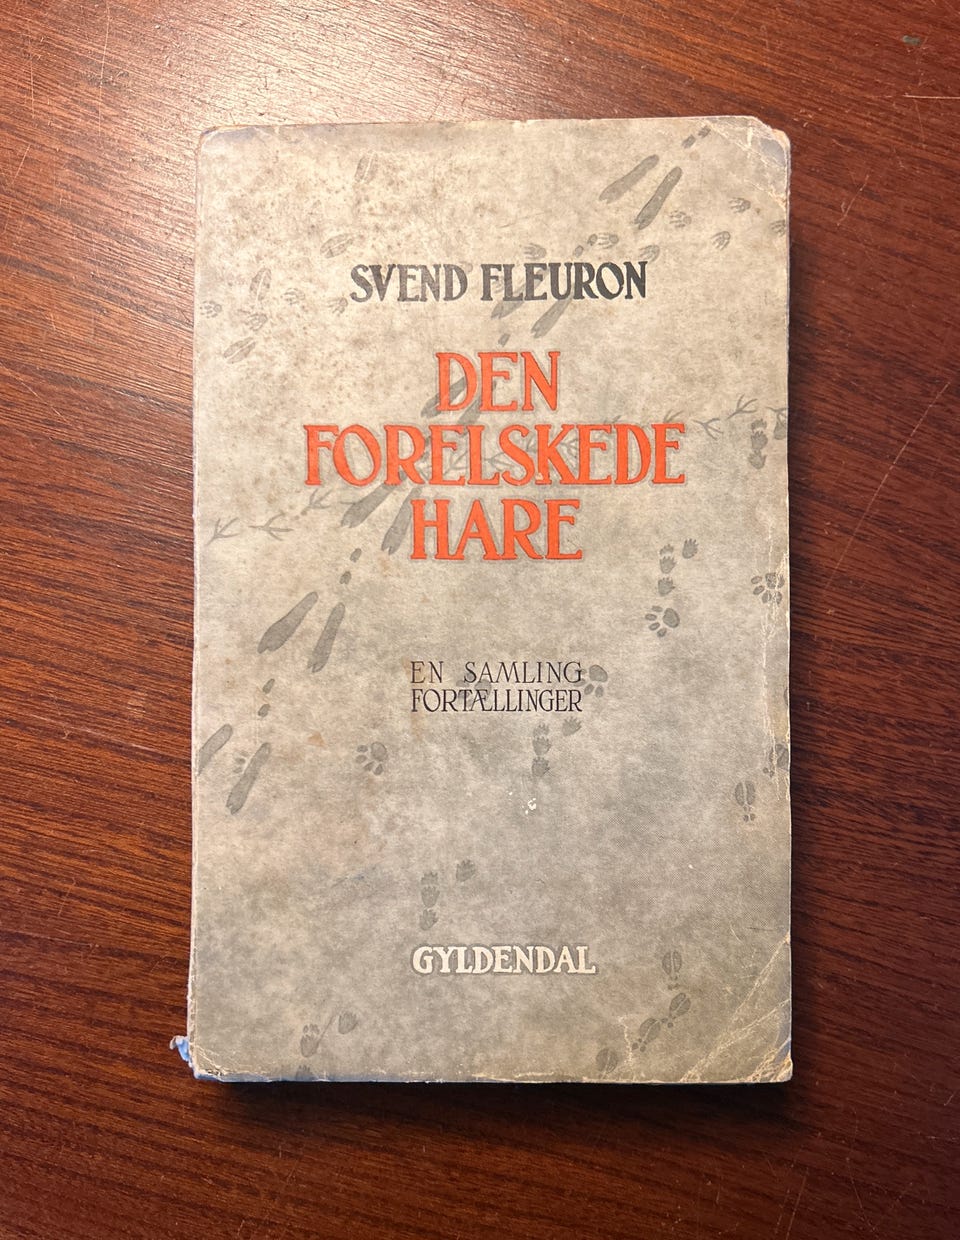 SVEND FLEURON
DEN
FORELSKEDE
HARE
EN SAMLING
FORTÆLLINGER
GYLDENDAL